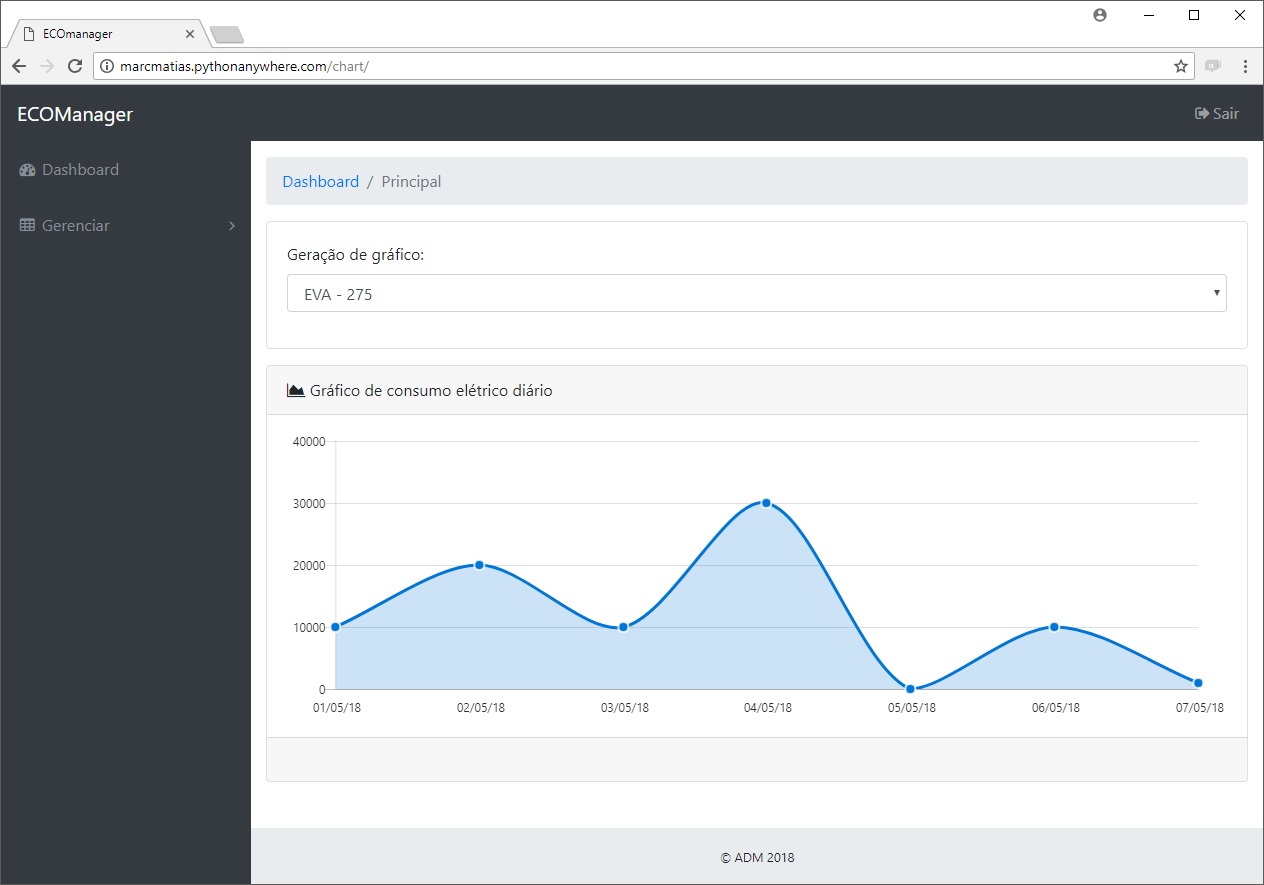 ECOmanager
marcmatias.pythonanywhere.com/chart/
ECOManager
Sair
Dashboard
Gerenciar
Dashboard / Principal
Geração de gráfico:
EVA - 275
Gráfico de consumo elétrico diário
40000
30000
20000
10000
0
01/05/18 02/05/18 03/05/18 04/05/18 05/05/18 06/05/18 07/05/18
© ADM 2018